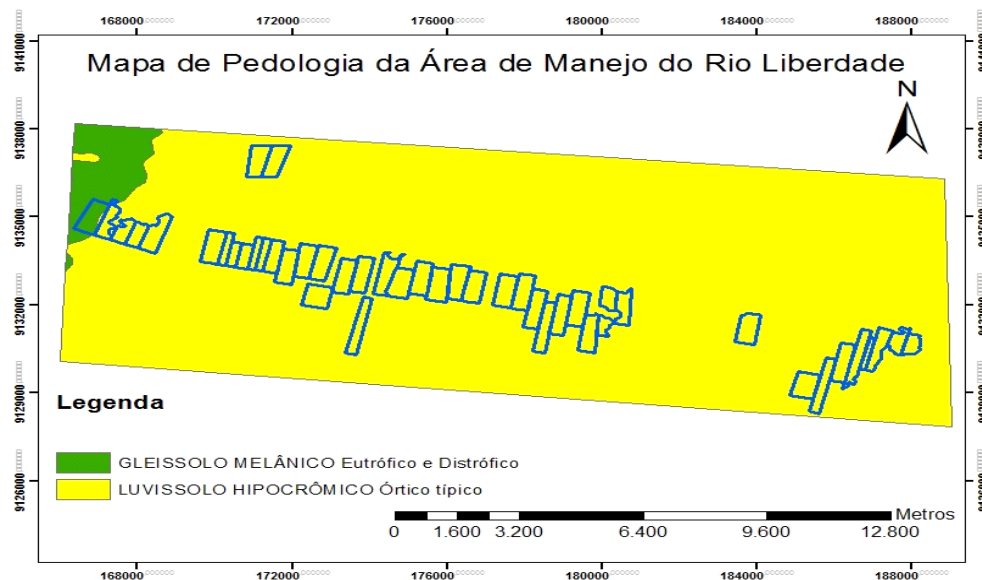 168000 172000 176000 180000 184000 188000
9141000
Mapa de Pedologia da Área de Manejo do Rio Liberdade
N
9138000
9135000
9132000
9129000
Legenda
GLEISSOLO MELÂNICO Eutrófico e Distrófico
9126000
LUVISSOLO HIPOCRÔMICO Órtico típico
Metros
0 1.600 3.200 6.400 9.600 12.800
168000 172000 176000 180000 184000 188000